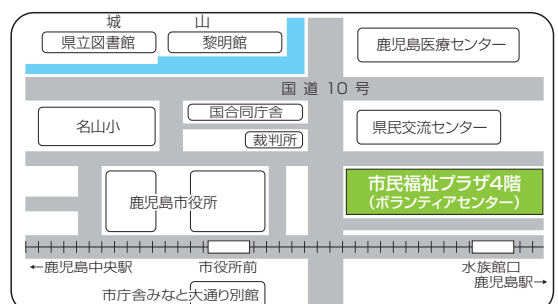 城山
県立図書館
黎明館
鹿児島医療センター
国道10号
国合同庁舎
名山小
県民交流センター
裁判所
市民福祉プラザ4階
（ボランティアセンター）
鹿児島市役所
←鹿児島中央駅
市役所前
水族館口
鹿児島駅→
市庁舎みなと大通り別館